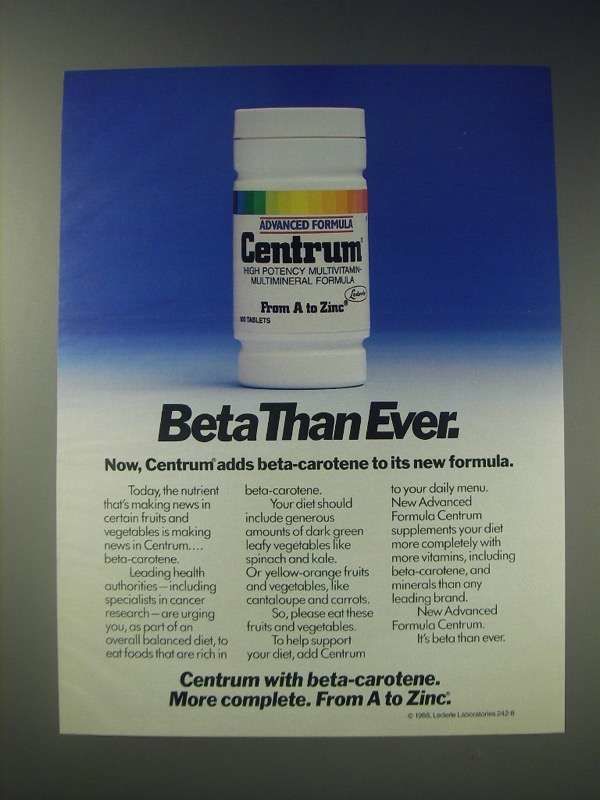 ADVANCED FORMULA
Centrum®
HIGH POTENCY MULTIVITAMIN-
MULTIMINERAL FORMULA
Lederle
From A to Zinc®
100 TABLETS
Beta Than Ever.
Now, Centrum® adds beta-carotene to its new formula.
Today, the nutrient
that's making news in
certain fruits and
vegetables is making
news in Centrum....
beta-carotene.
Leading health
authorities—including
specialists in cancer
research—are urging
you, as part of an
overall balanced diet, to
eat foods that are rich in
beta-carotene.
Your diet should
include generous
amounts of dark green
leafy vegetables like
spinach and kale.
Or yellow-orange fruits
and vegetables, like
cantaloupe and carrots.
So, please eat these
fruits and vegetables.
To help support
your diet, add Centrum
to your daily menu.
New Advanced
Formula Centrum
supplements your diet
more completely with
more vitamins, including
beta-carotene, and
minerals than any
leading brand.
New Advanced
Formula Centrum.
It's beta than ever.
Centrum with beta-carotene.
More complete. From A to Zinc®.
© 1988, Lederle Laboratories 242-8